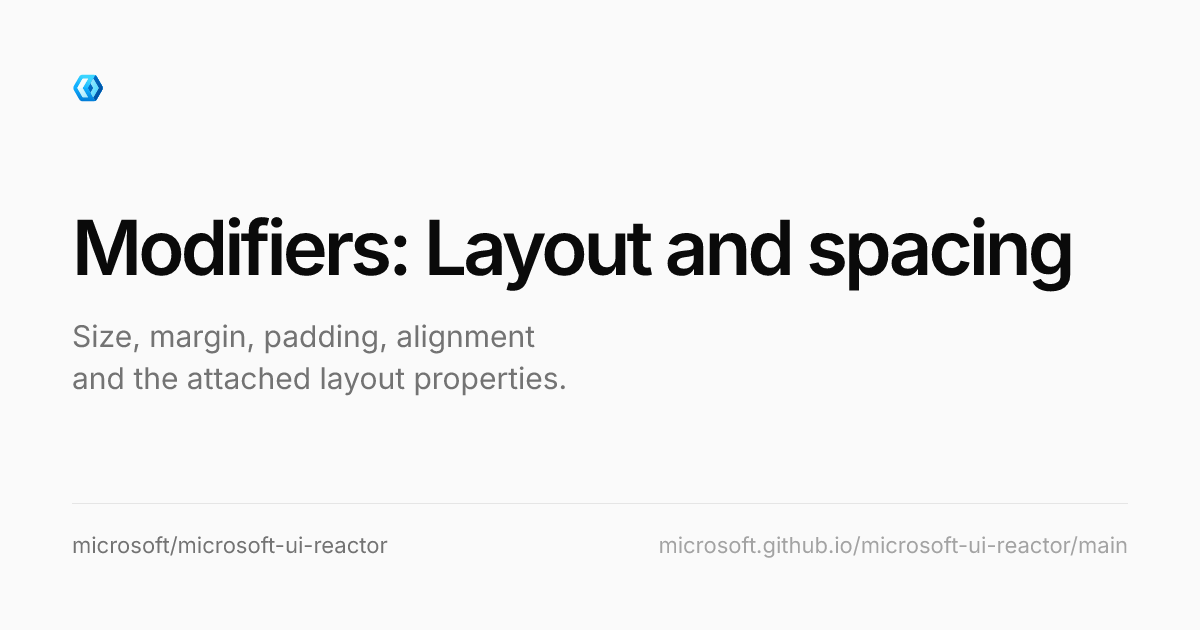 Modifiers: Layout and spacing
Size, margin, padding, alignment
and the attached layout properties.
microsoft/microsoft-ui-reactor
microsoft.github.io/microsoft-ui-reactor/main